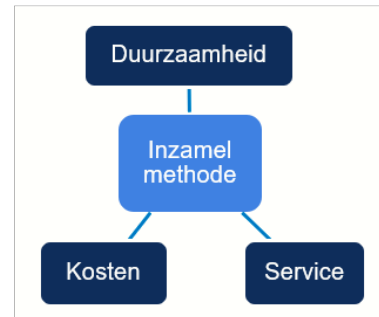 Duurzaamheid
Inzamel
methode
Kosten
Service